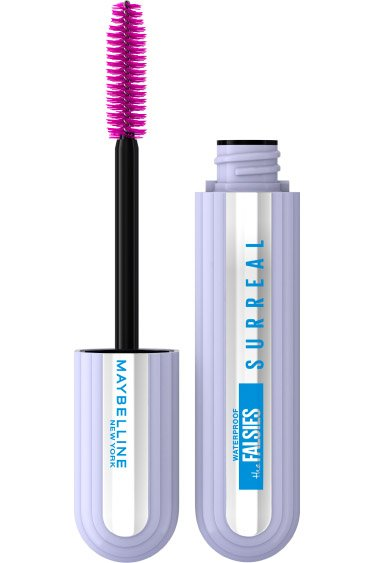 MAYBELLINE
NEW YORK
WATERPROOF
the FALSIES
SURREAL